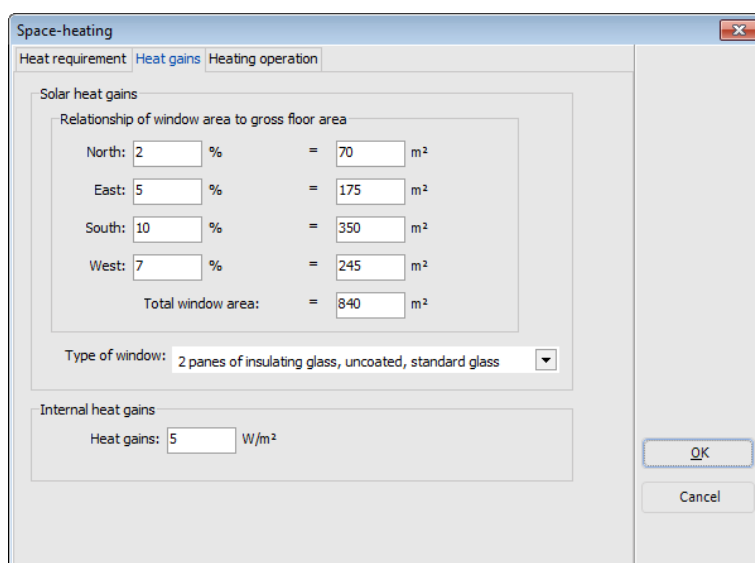 Space-heating
Heat requirement Heat gains Heating operation
Solar heat gains
Relationship of window area to gross floor area
North: 2 % = 70 m²
East: 5 % = 175 m²
South: 10 % = 350 m²
West: 7 % = 245 m²
Total window area: = 840 m²
Type of window: 2 panes of insulating glass, uncoated, standard glass
Internal heat gains
Heat gains: 5 W/m²
OK
Cancel